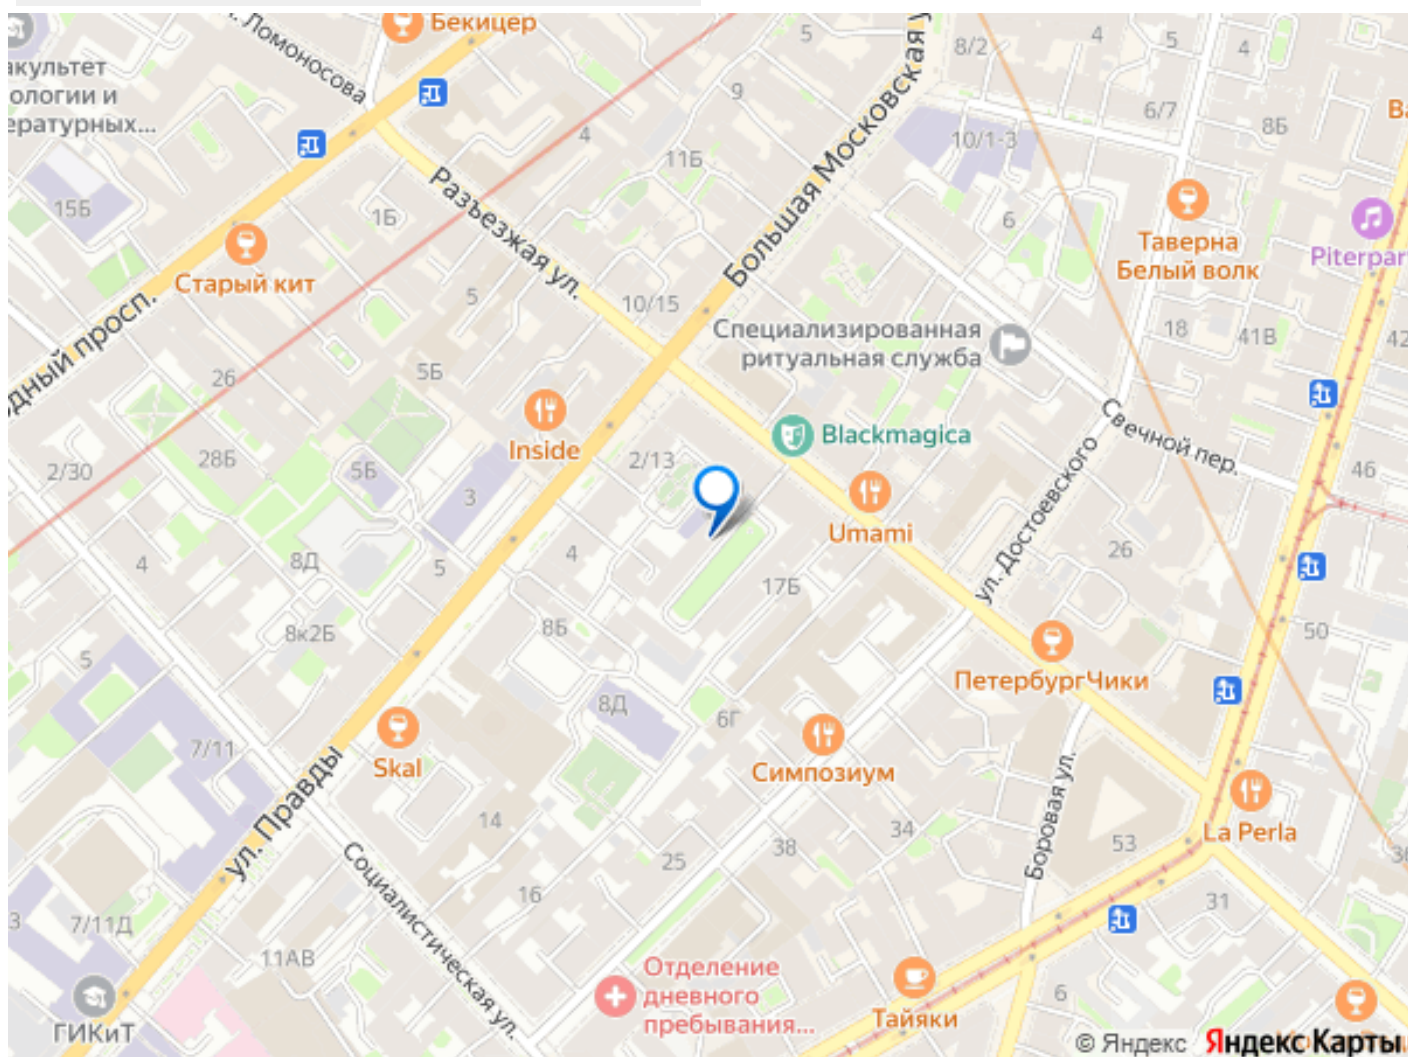 Бекицер
ул. Ломоносова
акультет
ологии и
ературных...
5
8/2
4
5
4
9
6/7
8Б
10/1-3
4
11Б
15Б
1Б
Разъезжая ул.
Большая Московская
6
Таверна
Белый волк
Piterpar
Старый кит
5
10/15
Специализированная
ритуальная служба
18
41В
42
одный просп.
26
5Б
Inside
Blackmagica
Свечной пер.
2/30
28Б
5Б
3
2/13
46
Umami
ул. Достоевского
26
4
8Д
5
4
17Б
8к2Б
8Б
50
5
ПетербургЧики
8Д
6Г
7/11
Skal
Симпозиум
ул. Правды
Боровая ул.
La Perla
14
34
53
36
Социалистическая ул.
25
38
16
31
3
7/11Д
11АВ
Отделение
дневного
пребывания...
6
ГИКиТ
Тайяки
© Яндекс
Яндекс Карты